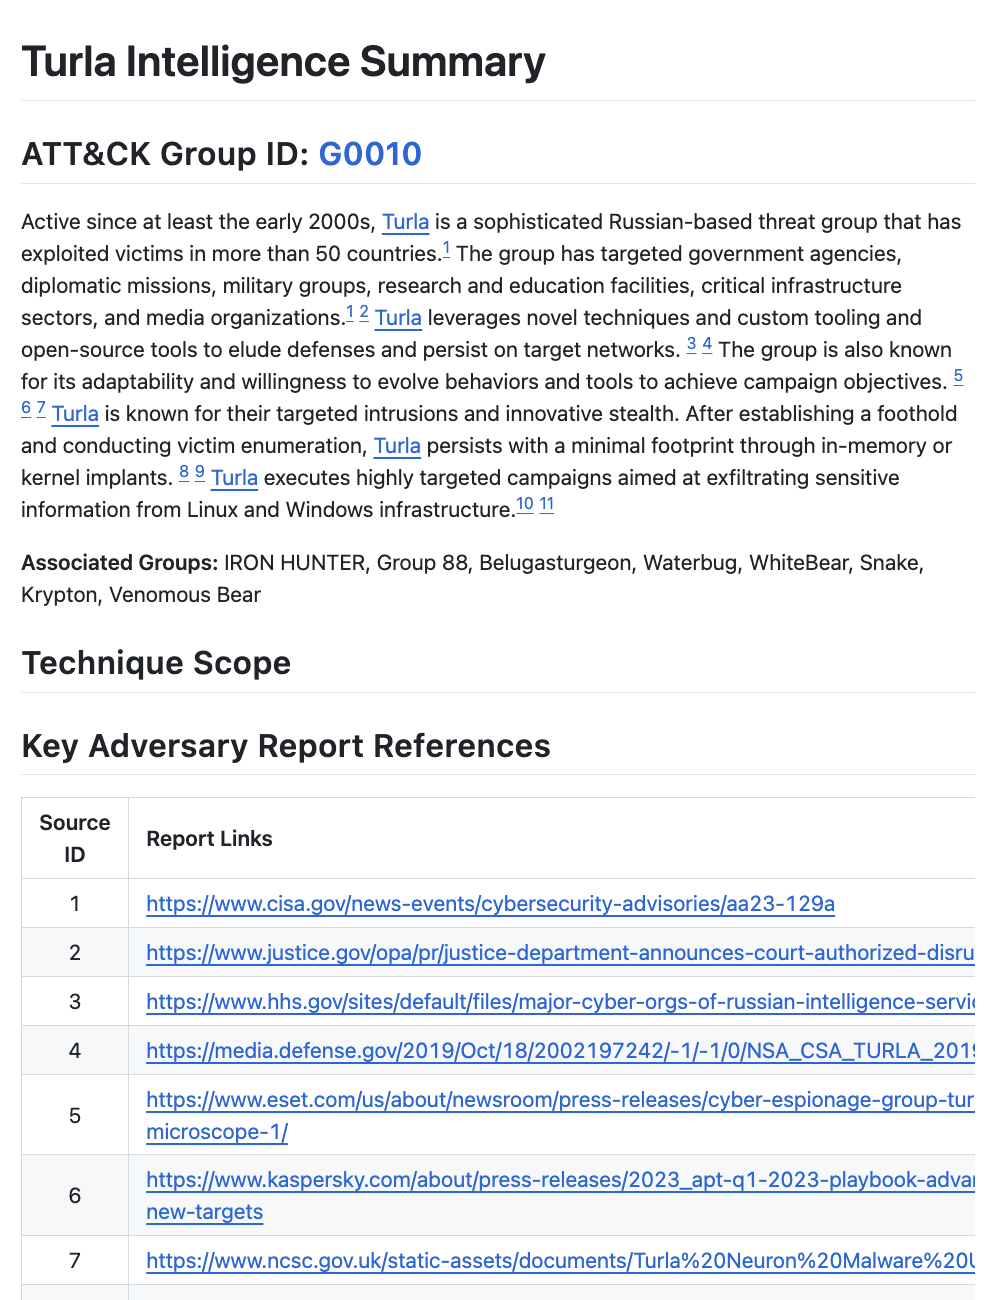 Turla Intelligence Summary
ATT&CK Group ID: G0010
Active since at least the early 2000s, Turla is a sophisticated Russian-based threat group that has
exploited victims in more than 50 countries.1 The group has targeted government agencies,
diplomatic missions, military groups, research and education facilities, critical infrastructure
sectors, and media organizations.1 2 Turla leverages novel techniques and custom tooling and
open-source tools to elude defenses and persist on target networks. 3 4 The group is also known
for its adaptability and willingness to evolve behaviors and tools to achieve campaign objectives. 5
6 7 Turla is known for their targeted intrusions and innovative stealth. After establishing a foothold
and conducting victim enumeration, Turla persists with a minimal footprint through in-memory or
kernel implants. 8 9 Turla executes highly targeted campaigns aimed at exfiltrating sensitive
information from Linux and Windows infrastructure.10 11
Associated Groups: IRON HUNTER, Group 88, Belugasturgeon, Waterbug, WhiteBear, Snake,
Krypton, Venomous Bear
Technique Scope
Key Adversary Report References
Source
ID
Report Links
1 https://www.cisa.gov/news-events/cybersecurity-advisories/aa23-129a
2 https://www.justice.gov/opa/pr/justice-department-announces-court-authorized-disru
3 https://www.hhs.gov/sites/default/files/major-cyber-orgs-of-russian-intelligence-servic
4 https://media.defense.gov/2019/Oct/18/2002197242/-1/-1/0/NSA_CSA_TURLA_2019
5 https://www.eset.com/us/about/newsroom/press-releases/cyber-espionage-group-tur
microscope-1/
6 https://www.kaspersky.com/about/press-releases/2023_apt-q1-2023-playbook-advan
new-targets
7 https://www.ncsc.gov.uk/static-assets/documents/Turla%20Neuron%20Malware%20U